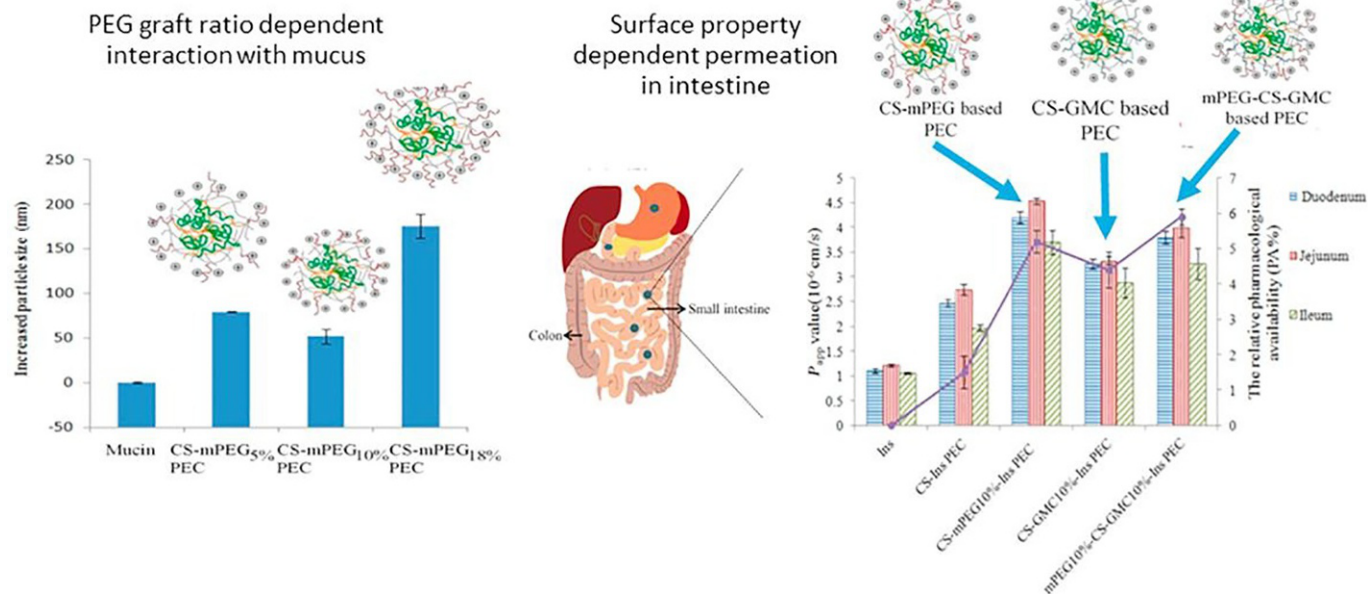 PEG graft ratio dependent
interaction with mucus
Increased particle size (nm)
250
200
150
100
50
0
-50
Mucin
CS-mPEG5%
PEC
CS-mPEG10%
PEC
CS-mPEG18%
PEC
Surface property
dependent permeation
in intestine
Colon
Small intestine
CS-mPEG based
PEC
CS-GMC based
PEC
mPEG-CS-GMC
based PEC
Papp value(10-6 cm/s)
5
4.5
4
3.5
3
2.5
2
1.5
1
0.5
0
7
6
5
4
3
2
1
0
The relative pharmacological
availability (PA%)
Duodenum
Jejunum
Ileum
Ins
CS-Ins PEC
CS-mPEG10%-Ins PEC
CS-GMC10%-Ins PEC
mPEG10%-CS-GMC10%-Ins PEC